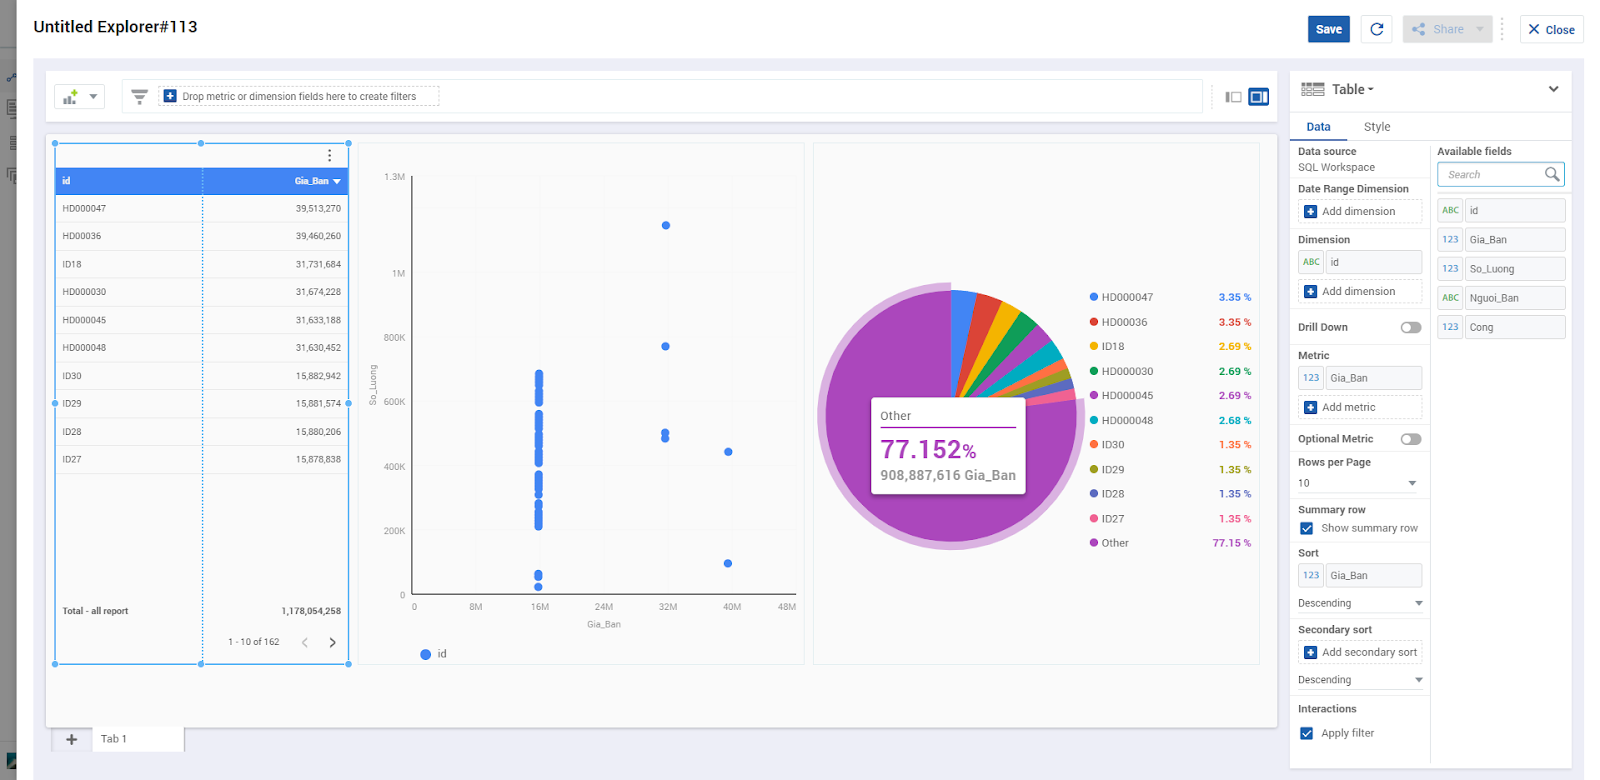 Untitled Explorer#113
Save
Share
Close
Drop metric or dimension fields here to create filters
id Gia_Ban
HD000047 39,513,270
HD00036 39,460,260
ID18 31,731,684
HD000030 31,674,228
HD000045 31,633,188
HD000048 31,630,452
ID30 15,882,942
ID29 15,881,574
ID28 15,880,206
ID27 15,878,838
Total - all report 1,178,054,258
1 - 10 of 162
1.3M
1M
800K
600K
400K
200K
0
So_Luong
0 8M 16M 24M 32M 40M 48M
Gia_Ban
id
Other
77.152%
908,887,616 Gia_Ban
HD000047 3.35 %
HD00036 3.35 %
ID18 2.69 %
HD000030 2.69 %
HD000045 2.69 %
HD000048 2.68 %
ID30 1.35 %
ID29 1.35 %
ID28 1.35 %
ID27 1.35 %
Other 77.15 %
Tab 1
Table
Data Style
Data source
SQL Workspace
Date Range Dimension
Add dimension
Dimension
ABC id
Add dimension
Drill Down
Metric
123 Gia_Ban
Add metric
Optional Metric
Rows per Page
10
Summary row
Show summary row
Sort
123 Gia_Ban
Descending
Secondary sort
Add secondary sort
Descending
Interactions
Apply filter
Available fields
Search
ABC id
123 Gia_Ban
123 So_Luong
ABC Nguoi_Ban
123 Cong